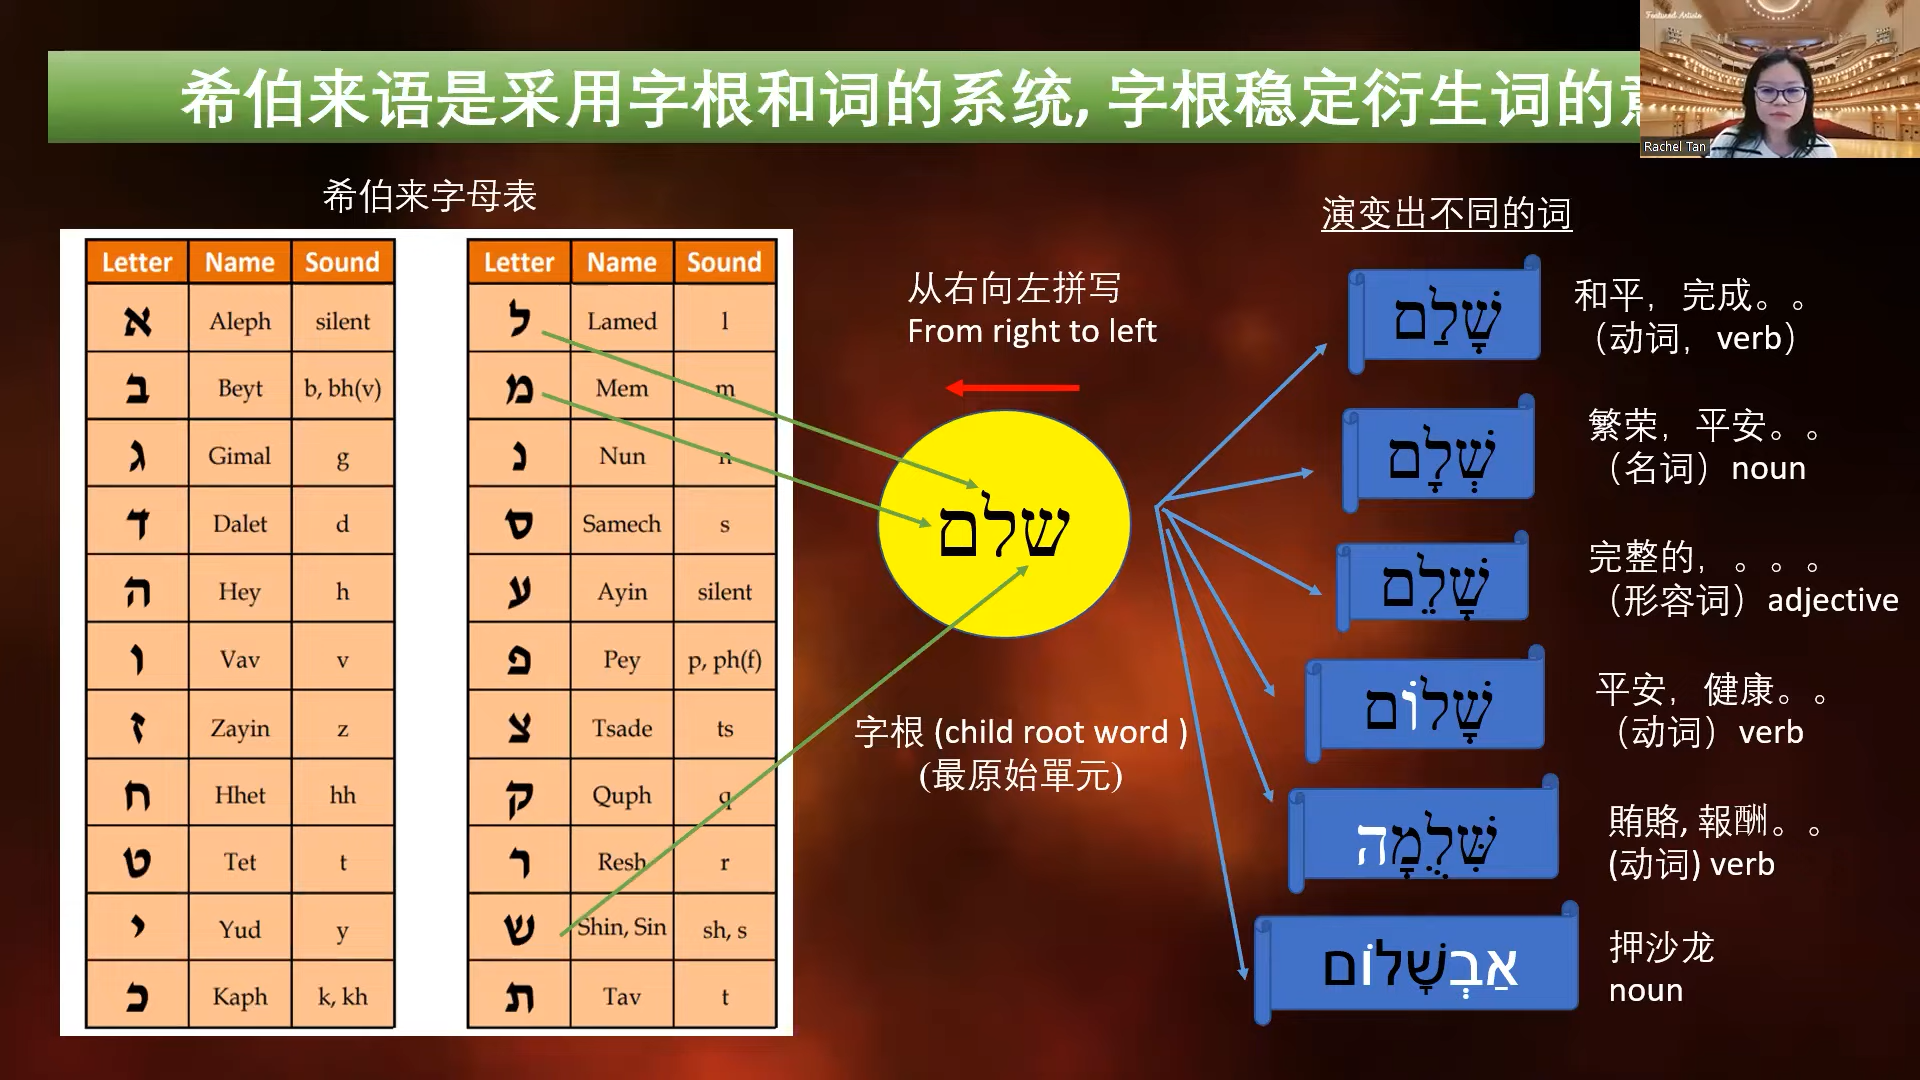 希伯来语是采用字根和词的系统, 字根稳定衍生词的
Featured Artists
Rachel Tan
希伯来字母表
Letter Name Sound
א Aleph silent
ב Beyt b, bh(v)
ג Gimal g
ד Dalet d
ה Hey h
ו Vav v
ז Zayin z
ח Hhet hh
ט Tet t
י Yud y
כ Kaph k, kh
Letter Name Sound
ל Lamed l
מ Mem m
נ Nun n
ס Samech s
ע Ayin silent
פ Pey p, ph(f)
צ Tsade ts
ק Quph q
ר Resh r
ש Shin, Sin sh, s
ת Tav t
从右向左拼写
From right to left
שלם
字根 (child root word )
(最原始單元)
演变出不同的词
שָׁלַם
和平，完成。。
（动词，verb）
שְׁלָם
繁荣，平安。。
（名词）noun
שָׁלֵם
完整的，。。。
（形容词）adjective
שָׁלוֹם
平安，健康。。
（动词）verb
שִׁלֻמָה
賄賂, 報酬。。
(动词) verb
אַבְשָׁלוֹם
押沙龙
noun